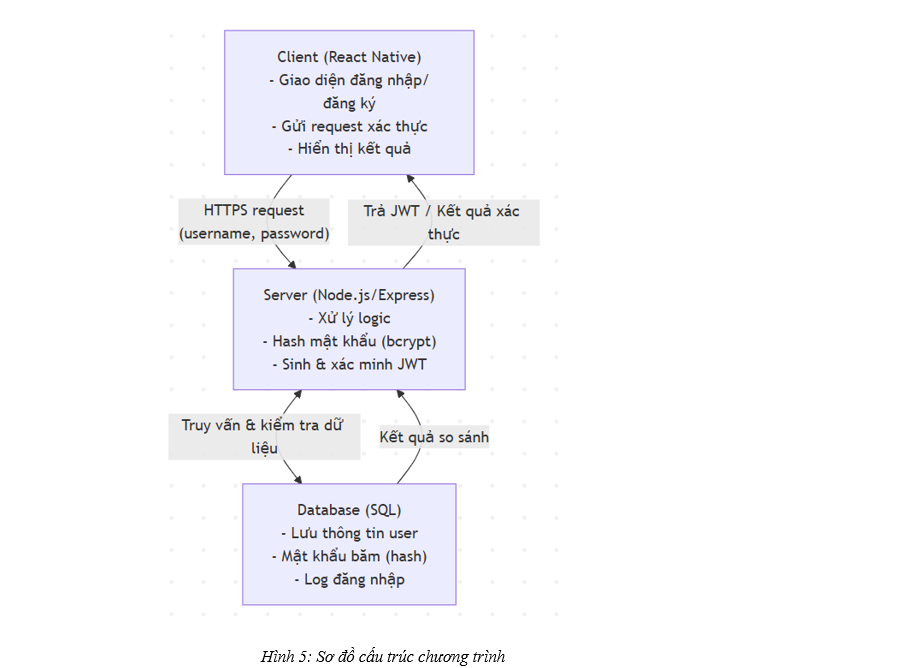 Client (React Native)
- Giao diện đăng nhập/
đăng ký
- Gửi request xác thực
- Hiển thị kết quả
HTTPS request
(username, password)
Trả JWT / Kết quả xác
thực
Server (Node.js/Express)
- Xử lý logic
- Hash mật khẩu (bcrypt)
- Sinh & xác minh JWT
Truy vấn & kiểm tra dữ
liệu
Kết quả so sánh
Database (SQL)
- Lưu thông tin user
- Mật khẩu băm (hash)
- Log đăng nhập
Hình 5: Sơ đồ cấu trúc chương trình